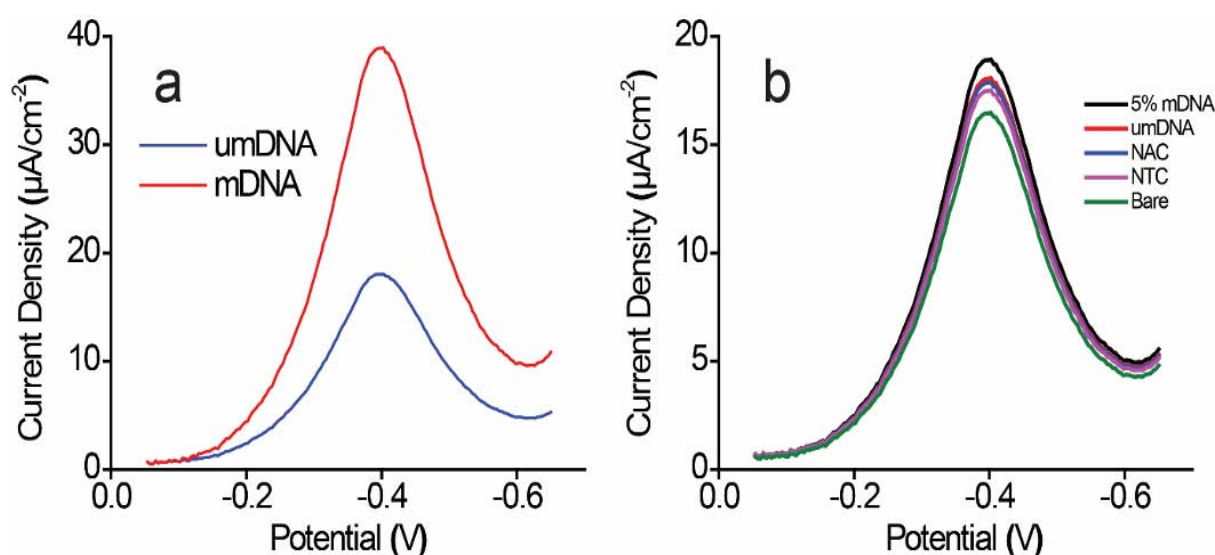 a
Current Density (µA/cm⁻²)
40
30
20
10
0
umDNA
mDNA
0.0 -0.2 -0.4 -0.6
Potential (V)
b
Current Density (µA/cm⁻²)
20
15
10
5
0
5% mDNA
umDNA
NAC
NTC
Bare
0.0 -0.2 -0.4 -0.6
Potential (V)